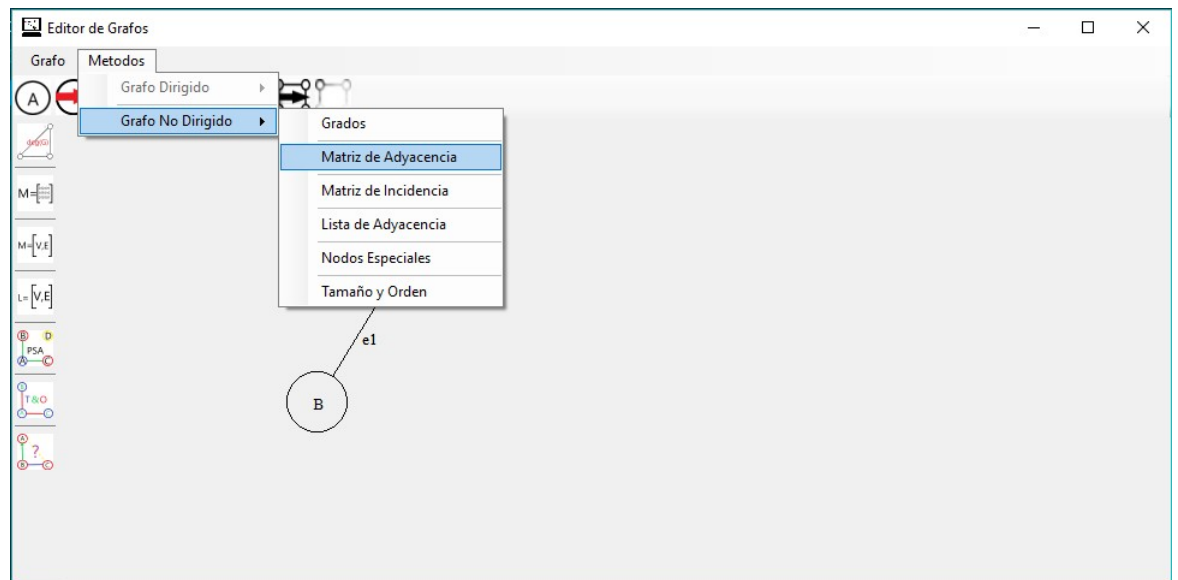 Editor de Grafos
Grafo Metodos
A
Grafo Dirigido
Grafo No Dirigido
Grados
Matriz de Adyacencia
Matriz de Incidencia
Lista de Adyacencia
Nodos Especiales
Tamaño y Orden
deg(G)
M=[]
M=[V,E]
L=[V,E]
B D
PSA
A C
T&O
A
?
B C
e1
B